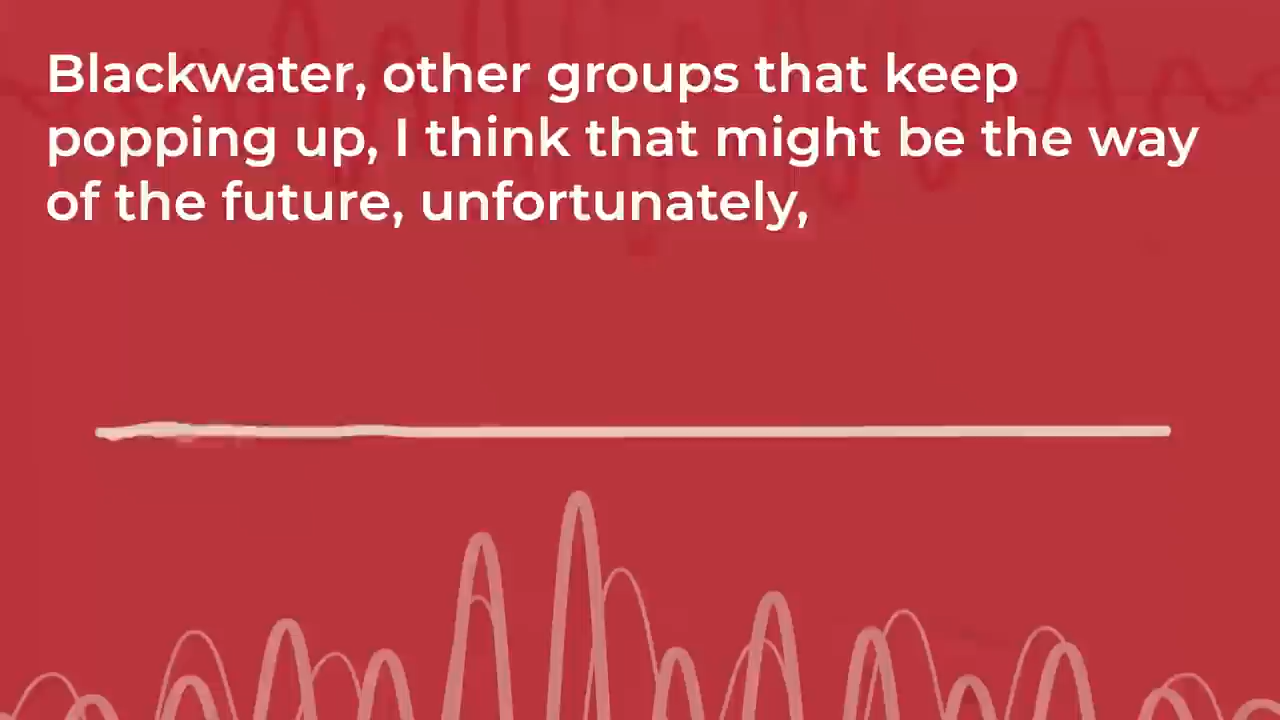 Blackwater, other groups that keep
popping up, I think that might be the way
of the future, unfortunately,